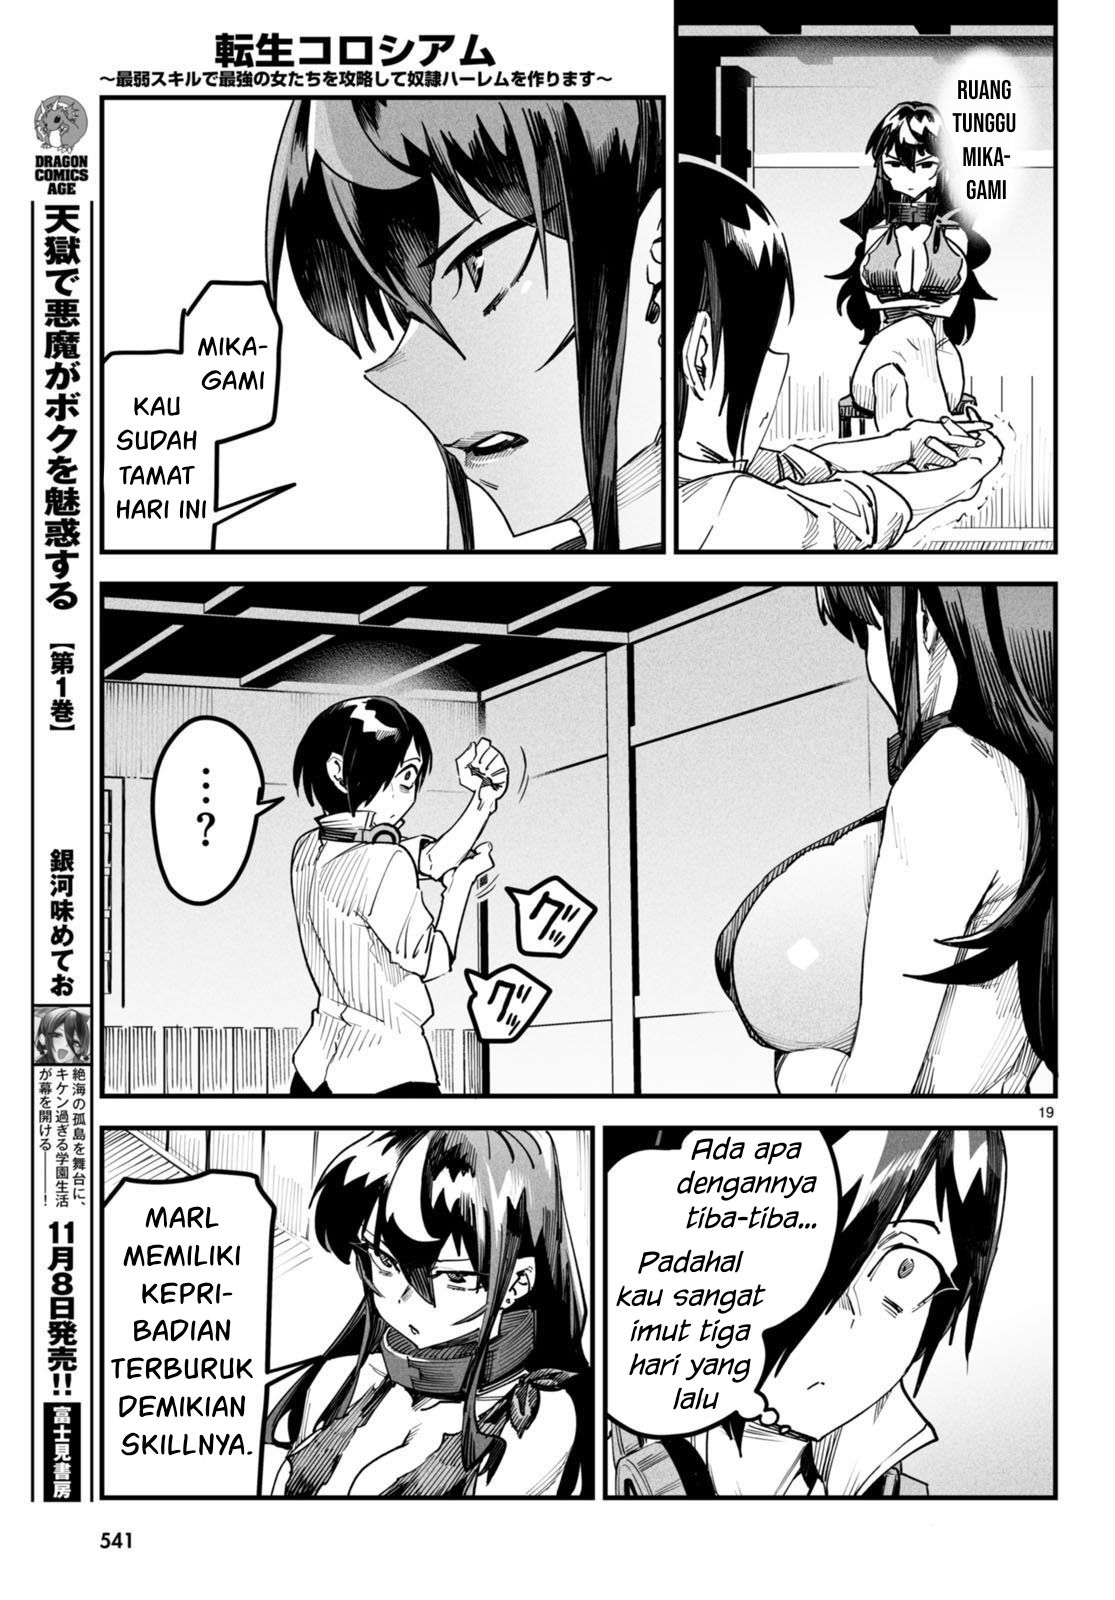 転生コロシアム
～最弱スキルで最強の女たちを攻略して奴隷ハーレムを作ります～
RUANG
TUNGGU
MIKA-
GAMI
MIKA-
GAMI
KAU
SUDAH
TAMAT
HARI INI
…?
グッ
グッ
19
Ada apa
dengannya
tiba-tiba...
Padahal
kau sangat
imut tiga
hari yang
lalu
MARL
MEMILIKI
KEPRI-
BADIAN
TERBURUK
DEMIKIAN
SKILLNYA.
DRAGON
COMICS
AGE
天獄で悪魔がボクを魅惑する【第1巻】
銀河味めてお
絶海の孤島を舞台に、
キケン過ぎる学園生活
が幕を開ける――!
11月8日発売!!
富士見書房
541